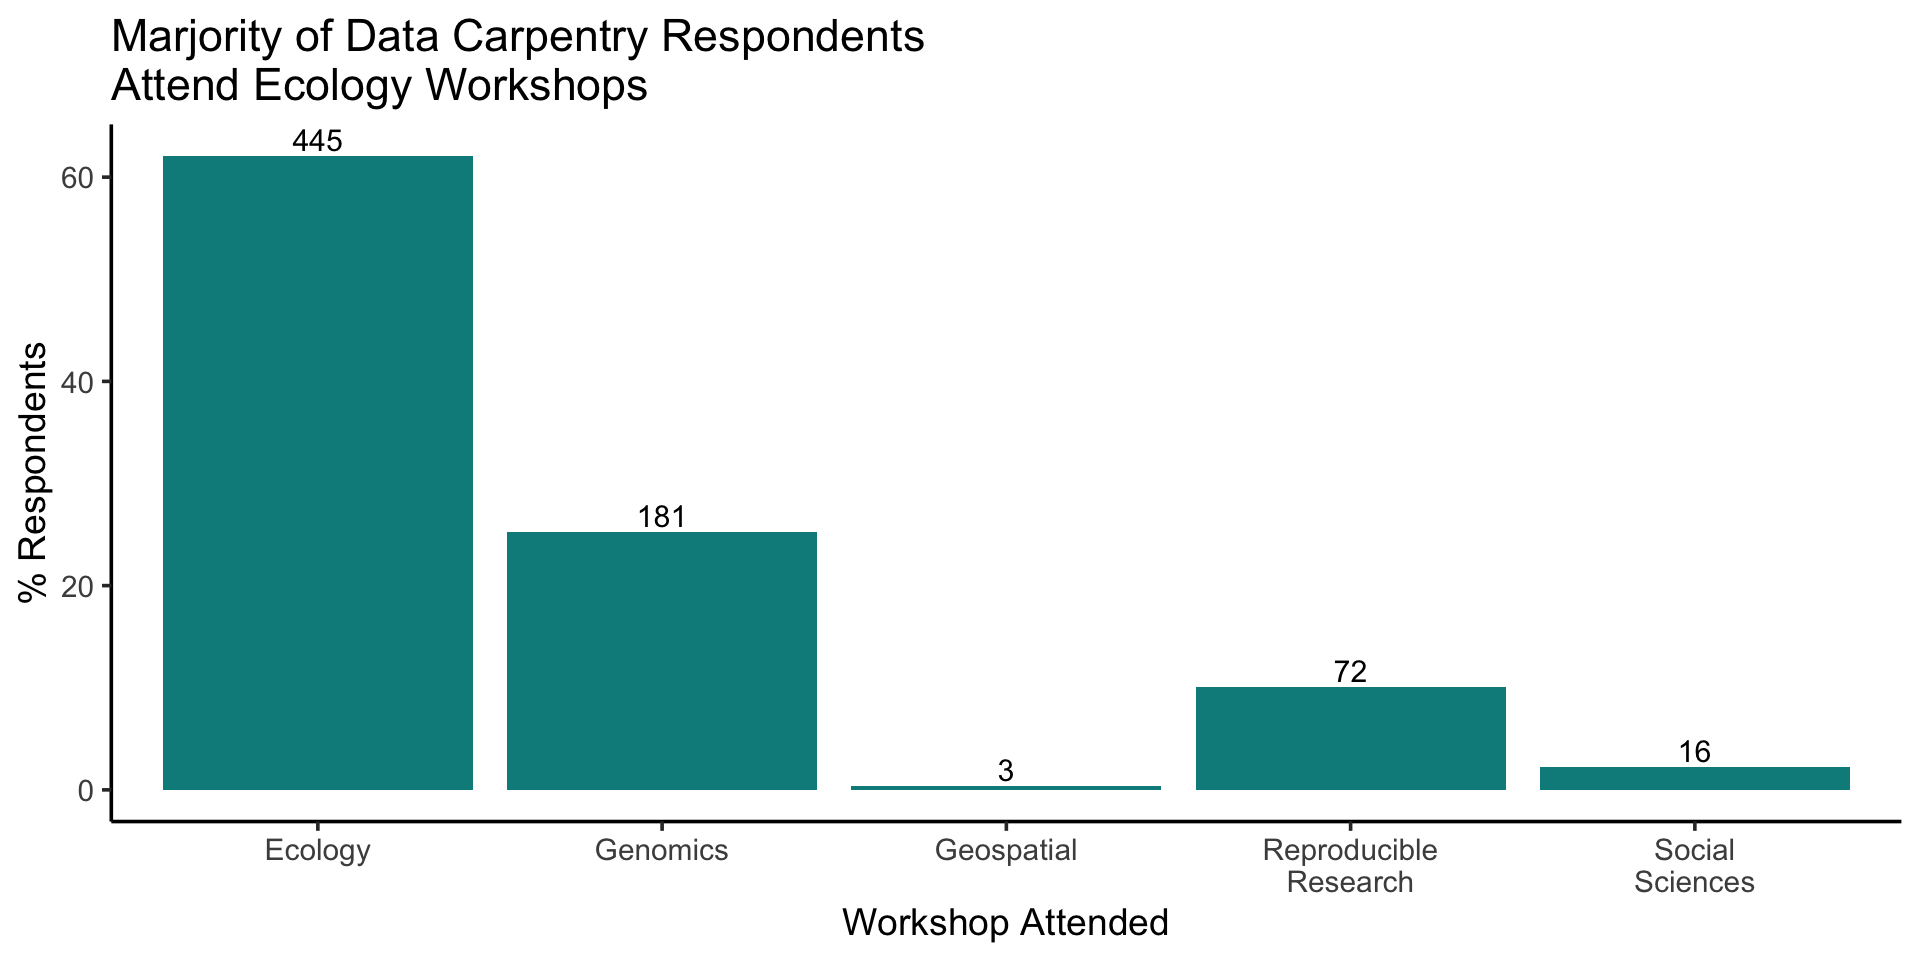 Marjority of Data Carpentry Respondents
Attend Ecology Workshops
% Respondents
60
40
20
0
445
181
3
72
16
Ecology
Genomics
Geospatial
Reproducible
Research
Social
Sciences
Workshop Attended